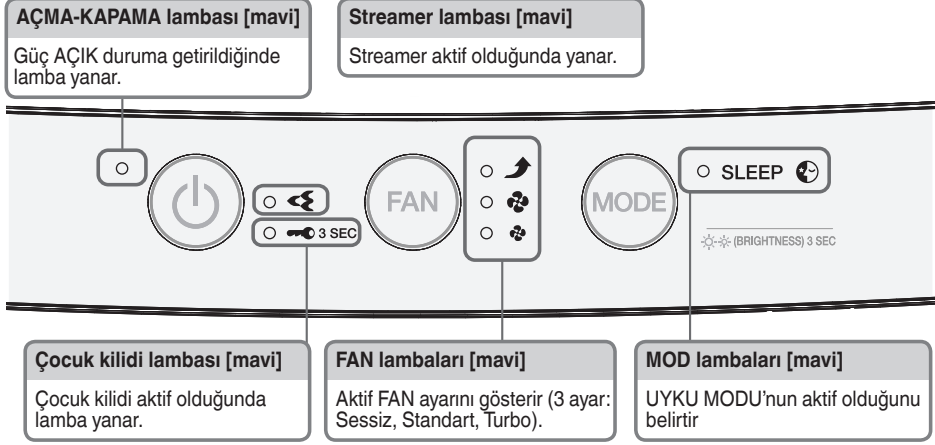 AÇMA-KAPAMA lambası [mavi]
Güç AÇIK duruma getirildiğinde
lamba yanar.
Streamer lambası [mavi]
Streamer aktif olduğunda yanar.
FAN
MODE
SLEEP
3 SEC
(BRIGHTNESS) 3 SEC
Çocuk kilidi lambası [mavi]
Çocuk kilidi aktif olduğunda
lamba yanar.
FAN lambaları [mavi]
Aktif FAN ayarını gösterir (3 ayar:
Sessiz, Standart, Turbo).
MOD lambaları [mavi]
UYKU MODU'nun aktif olduğunu
belirtir